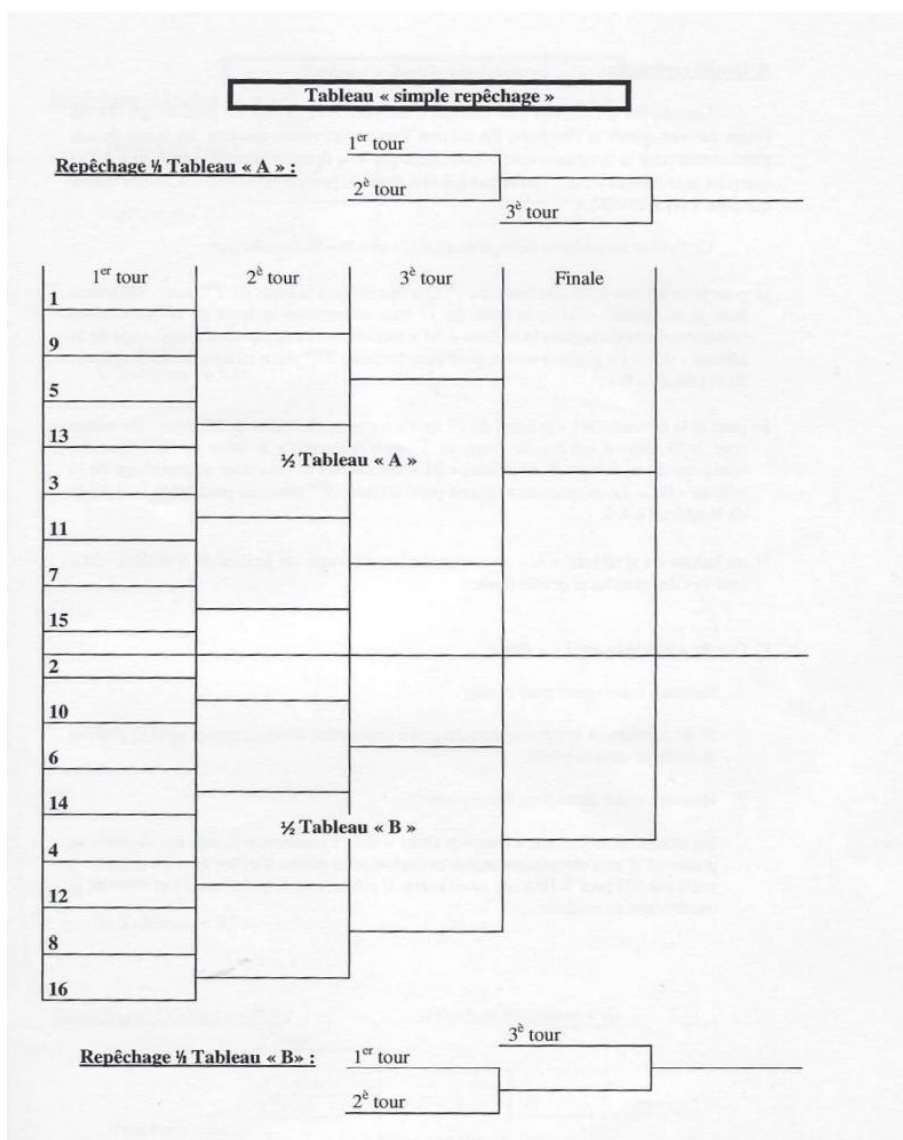 Tableau « simple repêchage »
1er tour
Repêchage ½ Tableau « A » :
2è tour
3è tour
1er tour 2è tour 3è tour Finale
1
9
5
13
½ Tableau « A »
3
11
7
15
2
10
6
14
½ Tableau « B »
4
12
8
16
3è tour
Repêchage ½ Tableau « B» :
1er tour
2è tour